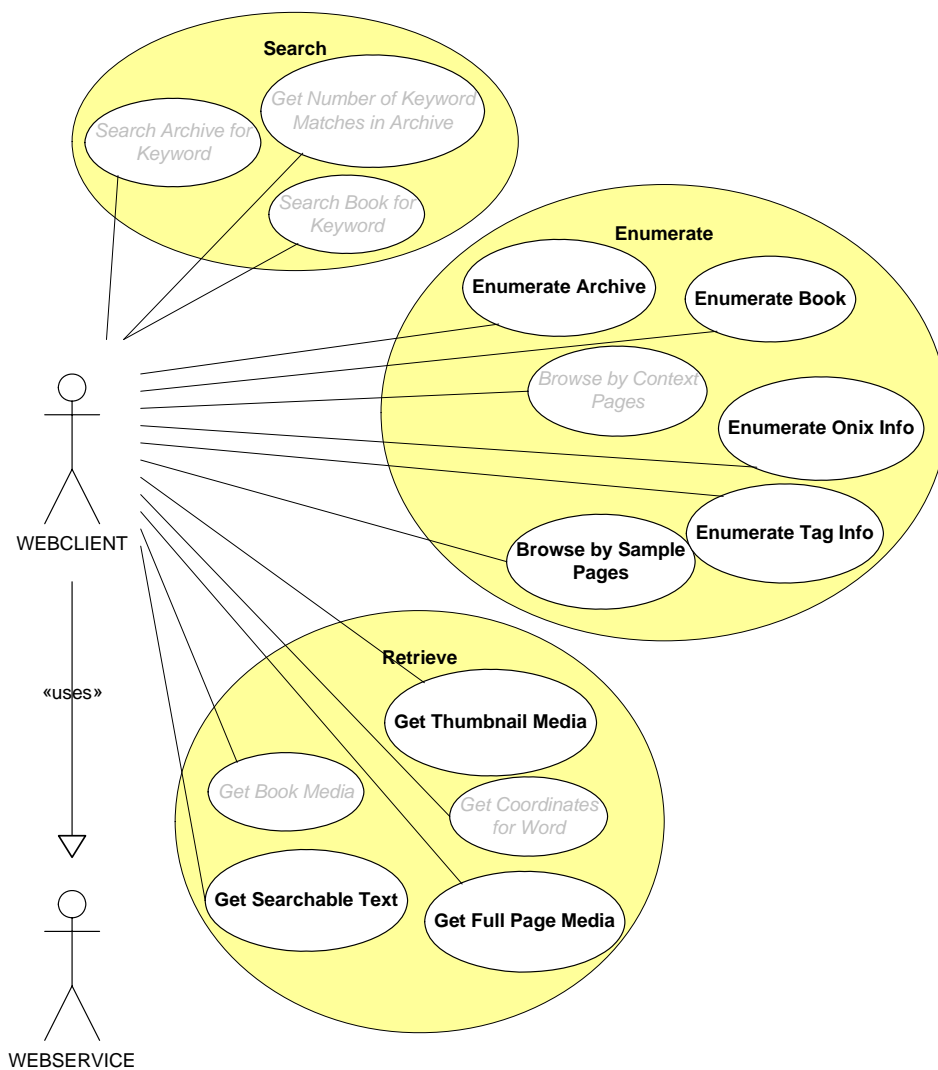 Search
Get Number of Keyword
Matches in Archive
Search Archive for
Keyword
Search Book for
Keyword
Enumerate
Enumerate Archive
Enumerate Book
Browse by Context
Pages
Enumerate Onix Info
Enumerate Tag Info
Browse by Sample
Pages
WEBCLIENT
«uses»
Retrieve
Get Thumbnail Media
Get Book Media
Get Coordinates
for Word
Get Searchable Text
Get Full Page Media
WEBSERVICE